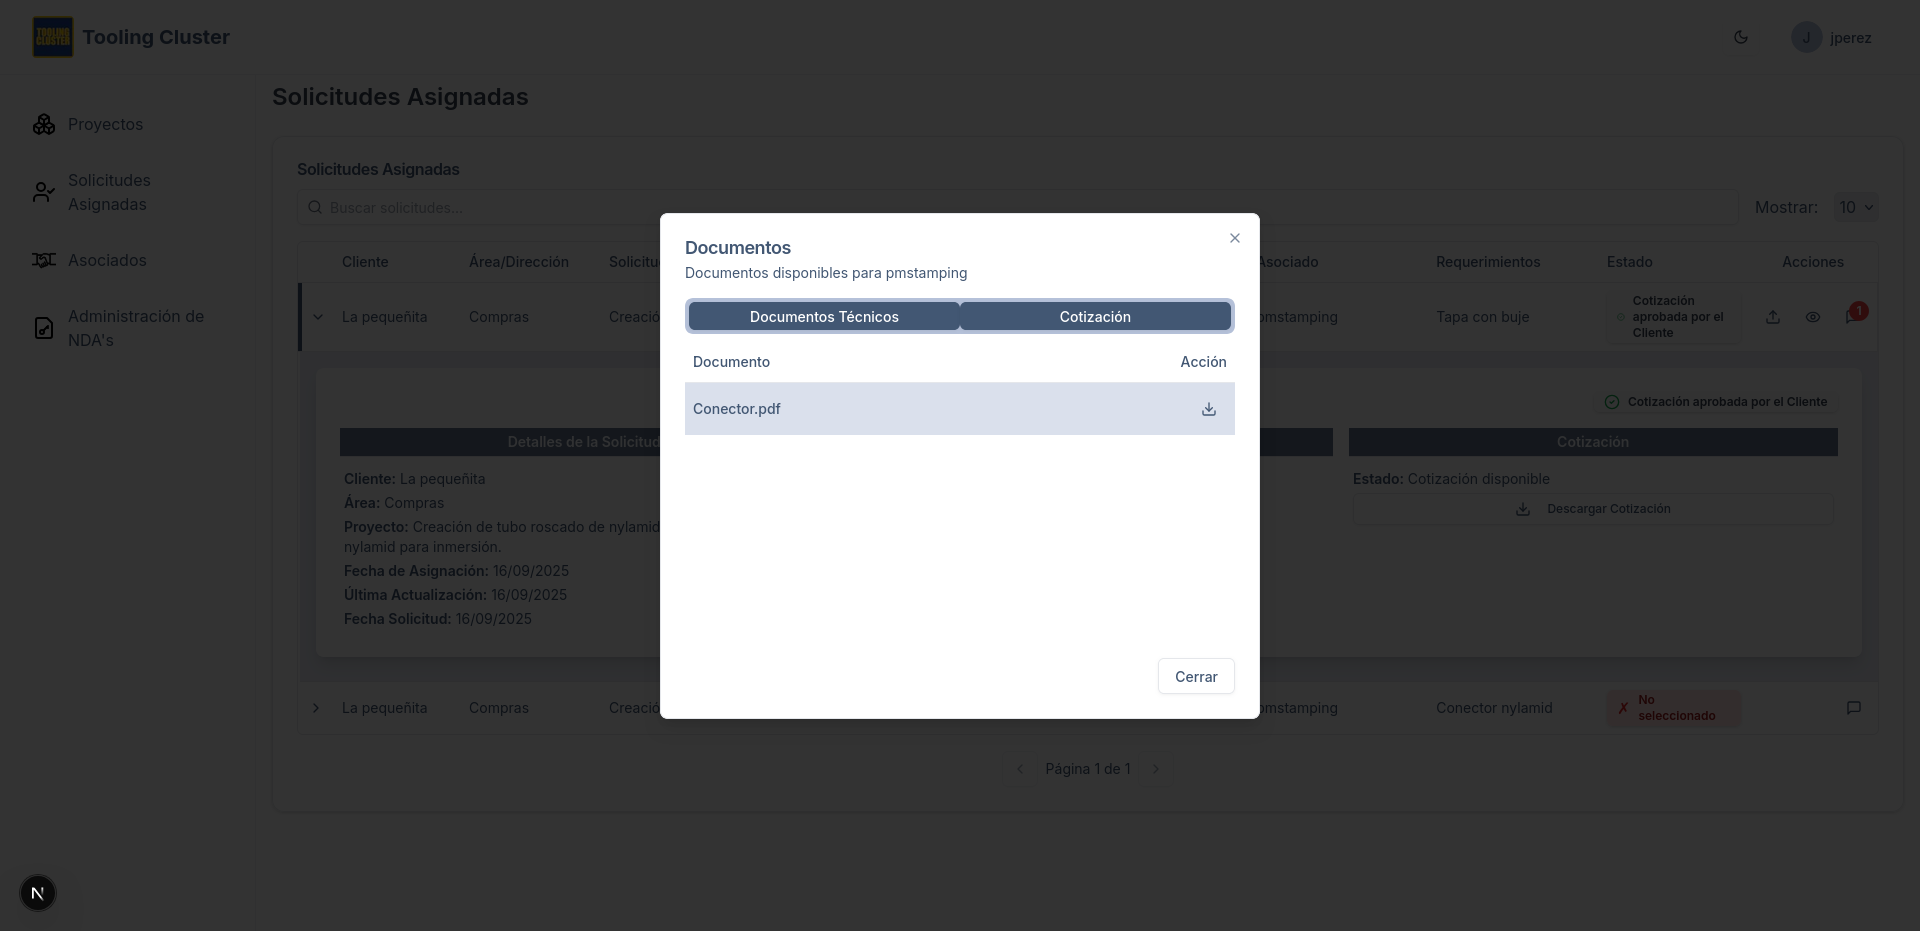 TOOLING
CLUSTER
Tooling Cluster
J
jperez
Proyectos
Solicitudes
Asignadas
Asociados
Administración de
NDA's
Solicitudes Asignadas
Solicitudes Asignadas
Buscar solicitudes...
Mostrar:
10
Cliente
Área/Dirección
Asociado
Requerimientos
Estado
Acciones
La pequeñita
Compras
Tapa con buje
Cotización
aprobada por el
Cliente
1
Cotización aprobada por el Cliente
Detalles de la Solicitud
Cliente: La pequeñita
Área: Compras
Proyecto: Creación de tubo roscado de nylamid
nylamid para inmersión.
Fecha de Asignación: 16/09/2025
Última Actualización: 16/09/2025
Fecha Solicitud: 16/09/2025
Cotización
Estado: Cotización disponible
Descargar Cotización
La pequeñita
Compras
Conector nylamid
No
seleccionado
Página 1 de 1
Documentos
Documentos disponibles para pmstamping
Documentos Técnicos
Cotización
Documento
Acción
Conector.pdf
Cerrar
N